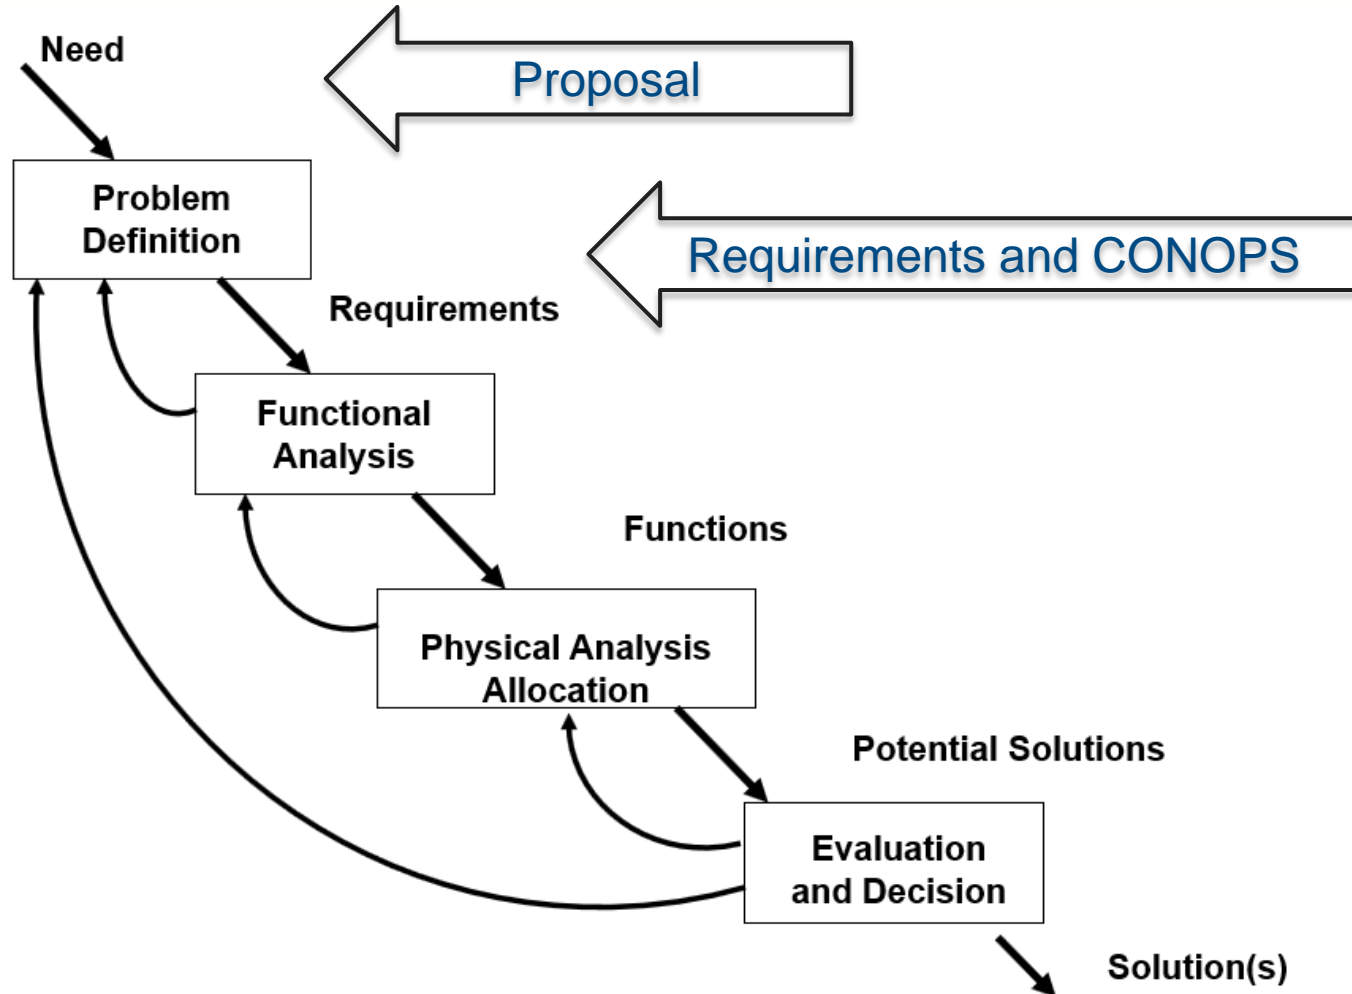 Need
Proposal
Problem
Definition
Requirements and CONOPS
Requirements
Functional
Analysis
Functions
Physical Analysis
Allocation
Potential Solutions
Evaluation
and Decision
Solution(s)